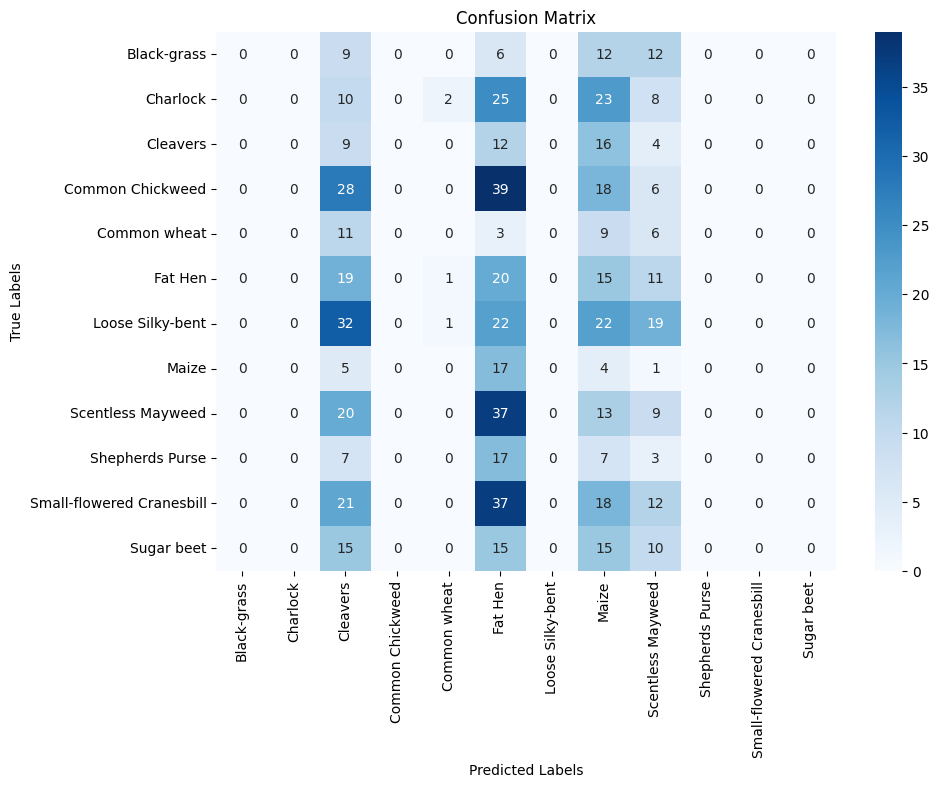 Confusion Matrix
Black-grass 0 0 9 0 0 6 0 12 12 0 0 0
Charlock 0 0 10 0 2 25 0 23 8 0 0 0
Cleavers 0 0 9 0 0 12 0 16 4 0 0 0
Common Chickweed 0 0 28 0 0 39 0 18 6 0 0 0
Common wheat 0 0 11 0 0 3 0 9 6 0 0 0
Fat Hen 0 0 19 0 1 20 0 15 11 0 0 0
Loose Silky-bent 0 0 32 0 1 22 0 22 19 0 0 0
Maize 0 0 5 0 0 17 0 4 1 0 0 0
Scentless Mayweed 0 0 20 0 0 37 0 13 9 0 0 0
Shepherds Purse 0 0 7 0 0 17 0 7 3 0 0 0
Small-flowered Cranesbill 0 0 21 0 0 37 0 18 12 0 0 0
Sugar beet 0 0 15 0 0 15 0 15 10 0 0 0
True Labels
Black-grass
Charlock
Cleavers
Common Chickweed
Common wheat
Fat Hen
Loose Silky-bent
Maize
Scentless Mayweed
Shepherds Purse
Small-flowered Cranesbill
Sugar beet
Predicted Labels
35
30
25
20
15
10
5
0